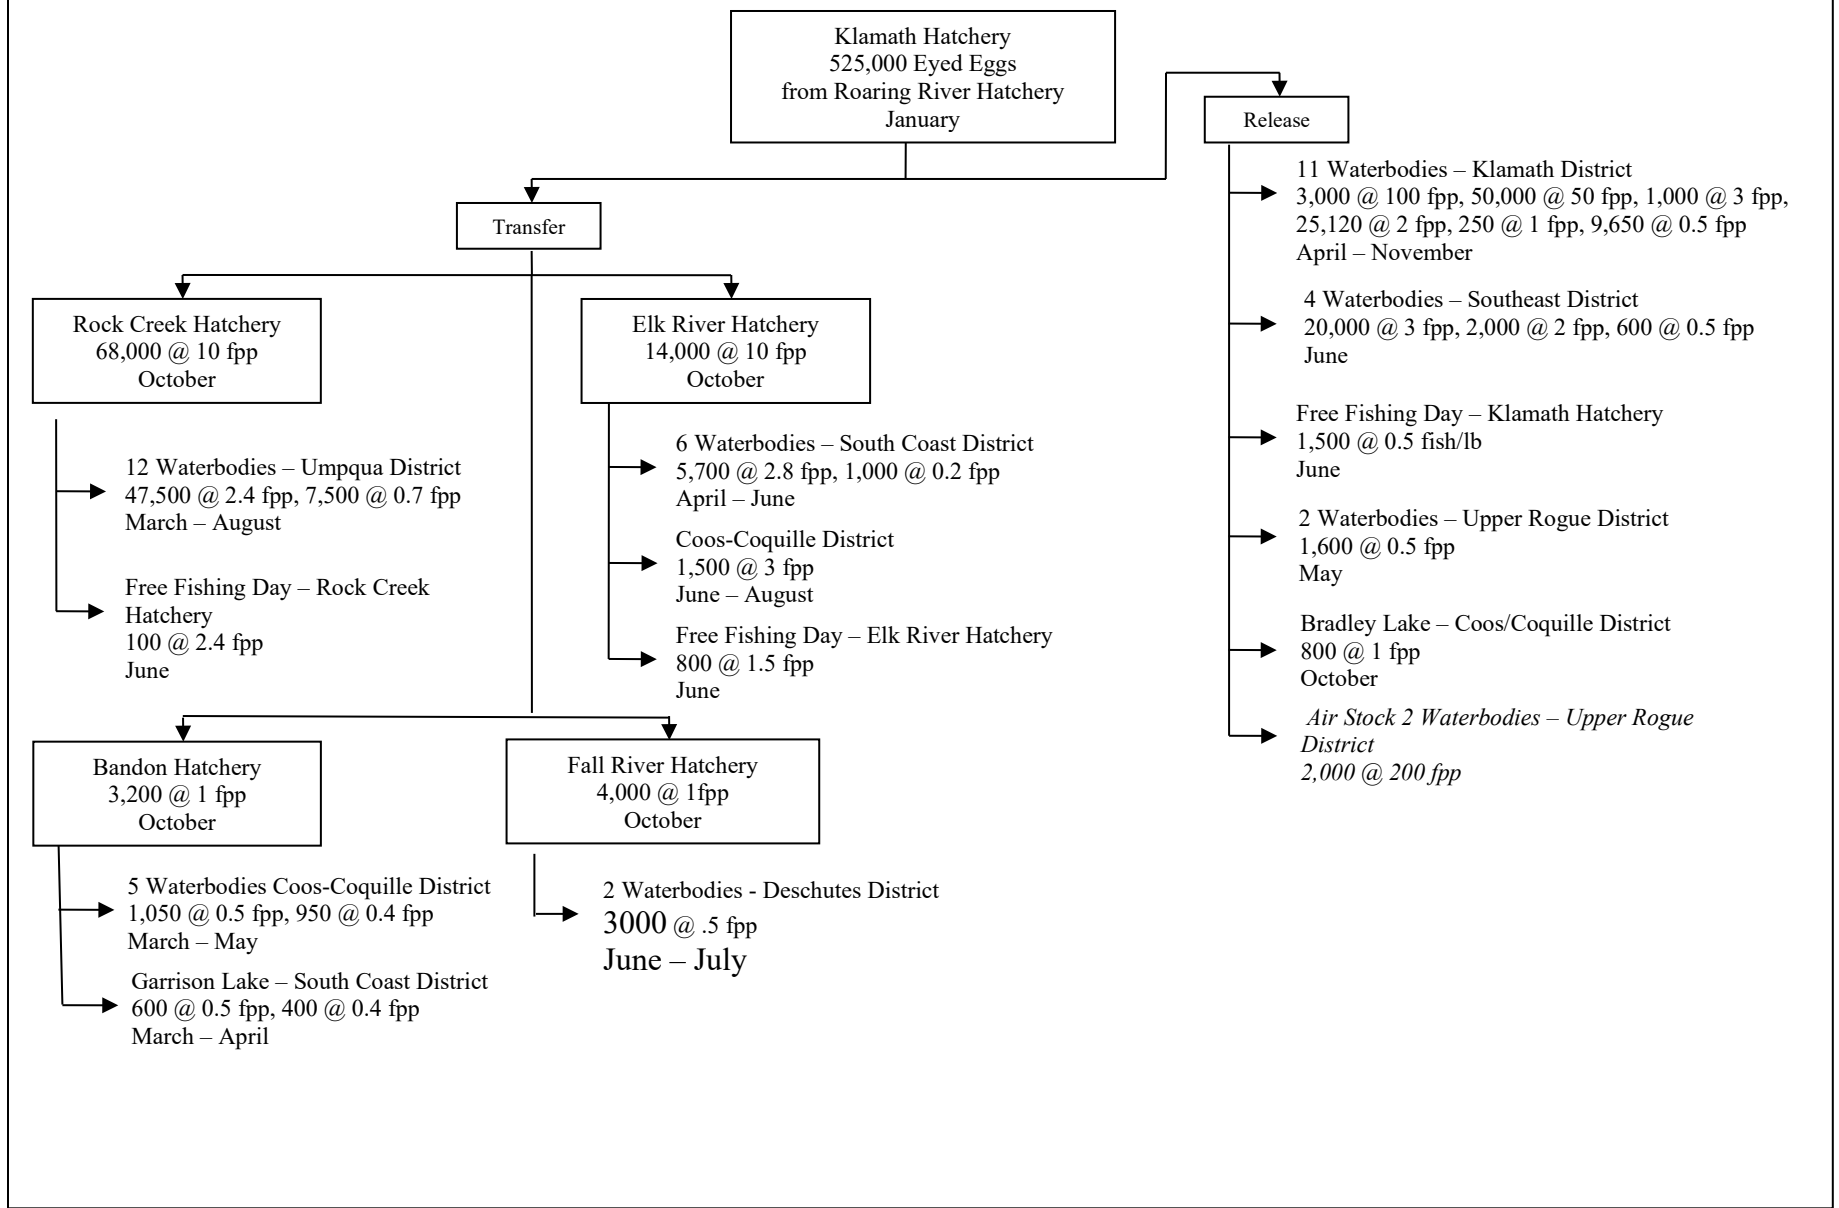 Klamath Hatchery
525,000 Eyed Eggs
from Roaring River Hatchery
January
Release
11 Waterbodies – Klamath District
3,000 @ 100 fpp, 50,000 @ 50 fpp, 1,000 @ 3 fpp,
25,120 @ 2 fpp, 250 @ 1 fpp, 9,650 @ 0.5 fpp
April – November
4 Waterbodies – Southeast District
20,000 @ 3 fpp, 2,000 @ 2 fpp, 600 @ 0.5 fpp
June
Free Fishing Day – Klamath Hatchery
1,500 @ 0.5 fish/lb
June
2 Waterbodies – Upper Rogue District
1,600 @ 0.5 fpp
May
Bradley Lake – Coos/Coquille District
800 @ 1 fpp
October
Air Stock 2 Waterbodies – Upper Rogue
District
2,000 @ 200 fpp
Transfer
Rock Creek Hatchery
68,000 @ 10 fpp
October
12 Waterbodies – Umpqua District
47,500 @ 2.4 fpp, 7,500 @ 0.7 fpp
March – August
Free Fishing Day – Rock Creek
Hatchery
100 @ 2.4 fpp
June
Elk River Hatchery
14,000 @ 10 fpp
October
6 Waterbodies – South Coast District
5,700 @ 2.8 fpp, 1,000 @ 0.2 fpp
April – June
Coos-Coquille District
1,500 @ 3 fpp
June – August
Free Fishing Day – Elk River Hatchery
800 @ 1.5 fpp
June
Bandon Hatchery
3,200 @ 1 fpp
October
5 Waterbodies Coos-Coquille District
1,050 @ 0.5 fpp, 950 @ 0.4 fpp
March – May
Garrison Lake – South Coast District
600 @ 0.5 fpp, 400 @ 0.4 fpp
March – April
Fall River Hatchery
4,000 @ 1fpp
October
2 Waterbodies - Deschutes District
3000 @ .5 fpp
June – July